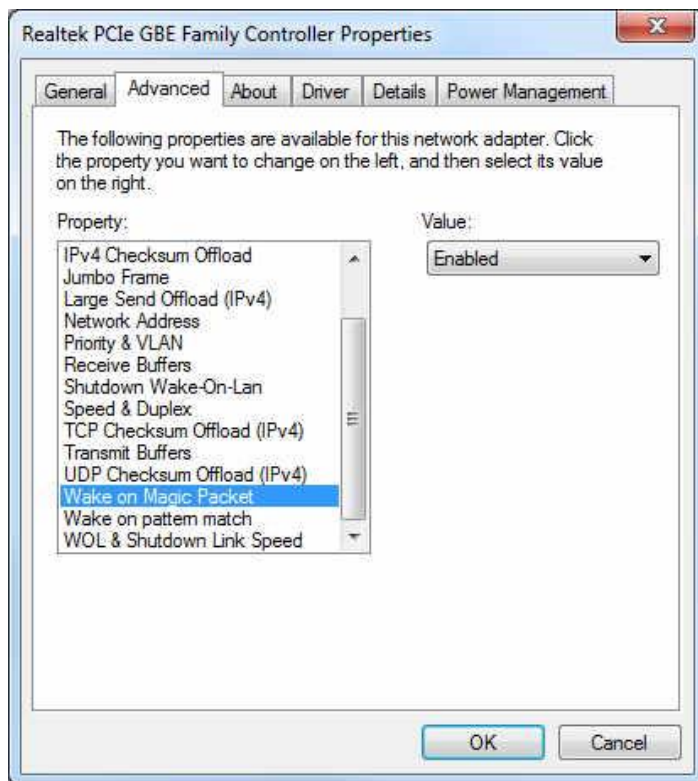 Realtek PCIe GBE Family Controller Properties
General
Advanced
About
Driver
Details
Power Management
The following properties are available for this network adapter. Click
the property you want to change on the left, and then select its value
on the right.
Property:
Value:
IPv4 Checksum Offload
Jumbo Frame
Large Send Offload (IPv4)
Network Address
Priority & VLAN
Receive Buffers
Shutdown Wake-On-Lan
Speed & Duplex
TCP Checksum Offload (IPv4)
Transmit Buffers
UDP Checksum Offload (IPv4)
Wake on Magic Packet
Wake on pattern match
WOL & Shutdown Link Speed
Enabled
OK
Cancel